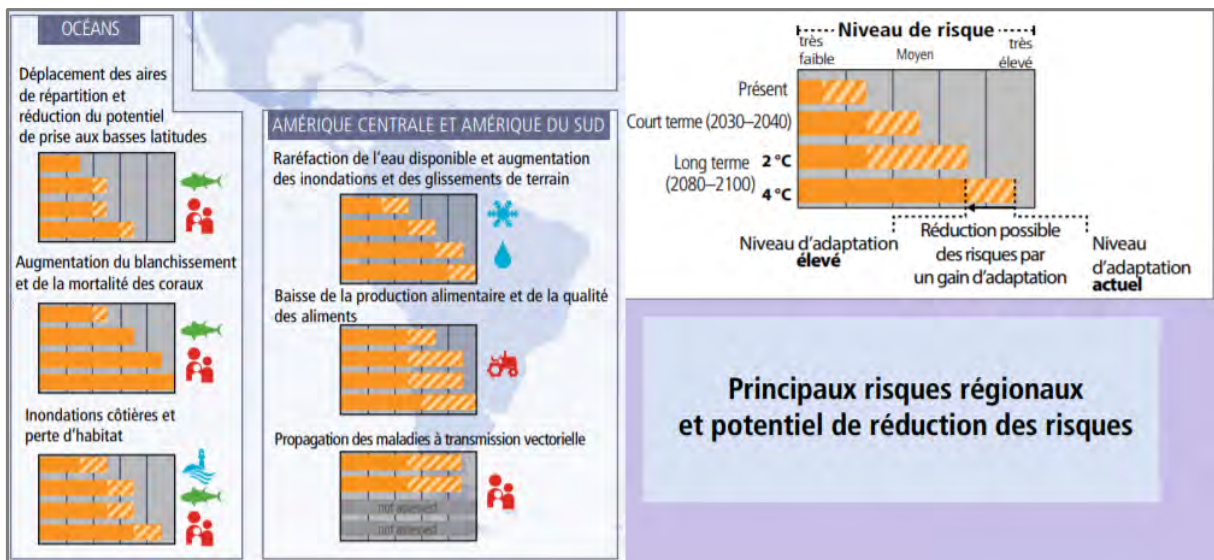 OCÉANS
Déplacement des aires
de répartition et
réduction du potentiel
de prise aux basses latitudes
Augmentation du blanchissement
et de la mortalité des coraux
Inondations côtières et
perte d'habitat
AMÉRIQUE CENTRALE ET AMÉRIQUE DU SUD
Raréfaction de l'eau disponible et augmentation
des inondations et des glissements de terrain
Baisse de la production alimentaire et de la qualité
des aliments
Propagation des maladies à transmission vectorielle
not assessed
not assessed
Niveau de risque
très
faible
Moyen
très
élevé
Présent
Court terme (2030–2040)
Long terme
(2080–2100)
2 °C
4 °C
Niveau d'adaptation
élevé
Réduction possible
des risques par
un gain d'adaptation
Niveau
d'adaptation
actuel
Principaux risques régionaux
et potentiel de réduction des risques